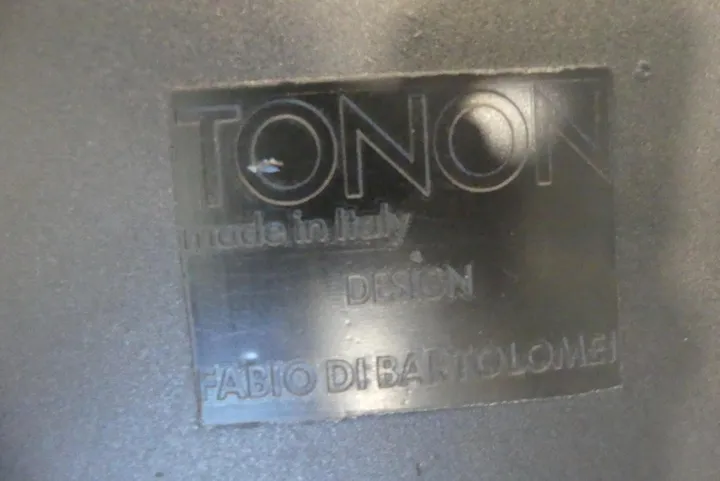 TONON
made in Italy
DESIGN
FABIO DI BARTOLOMEI